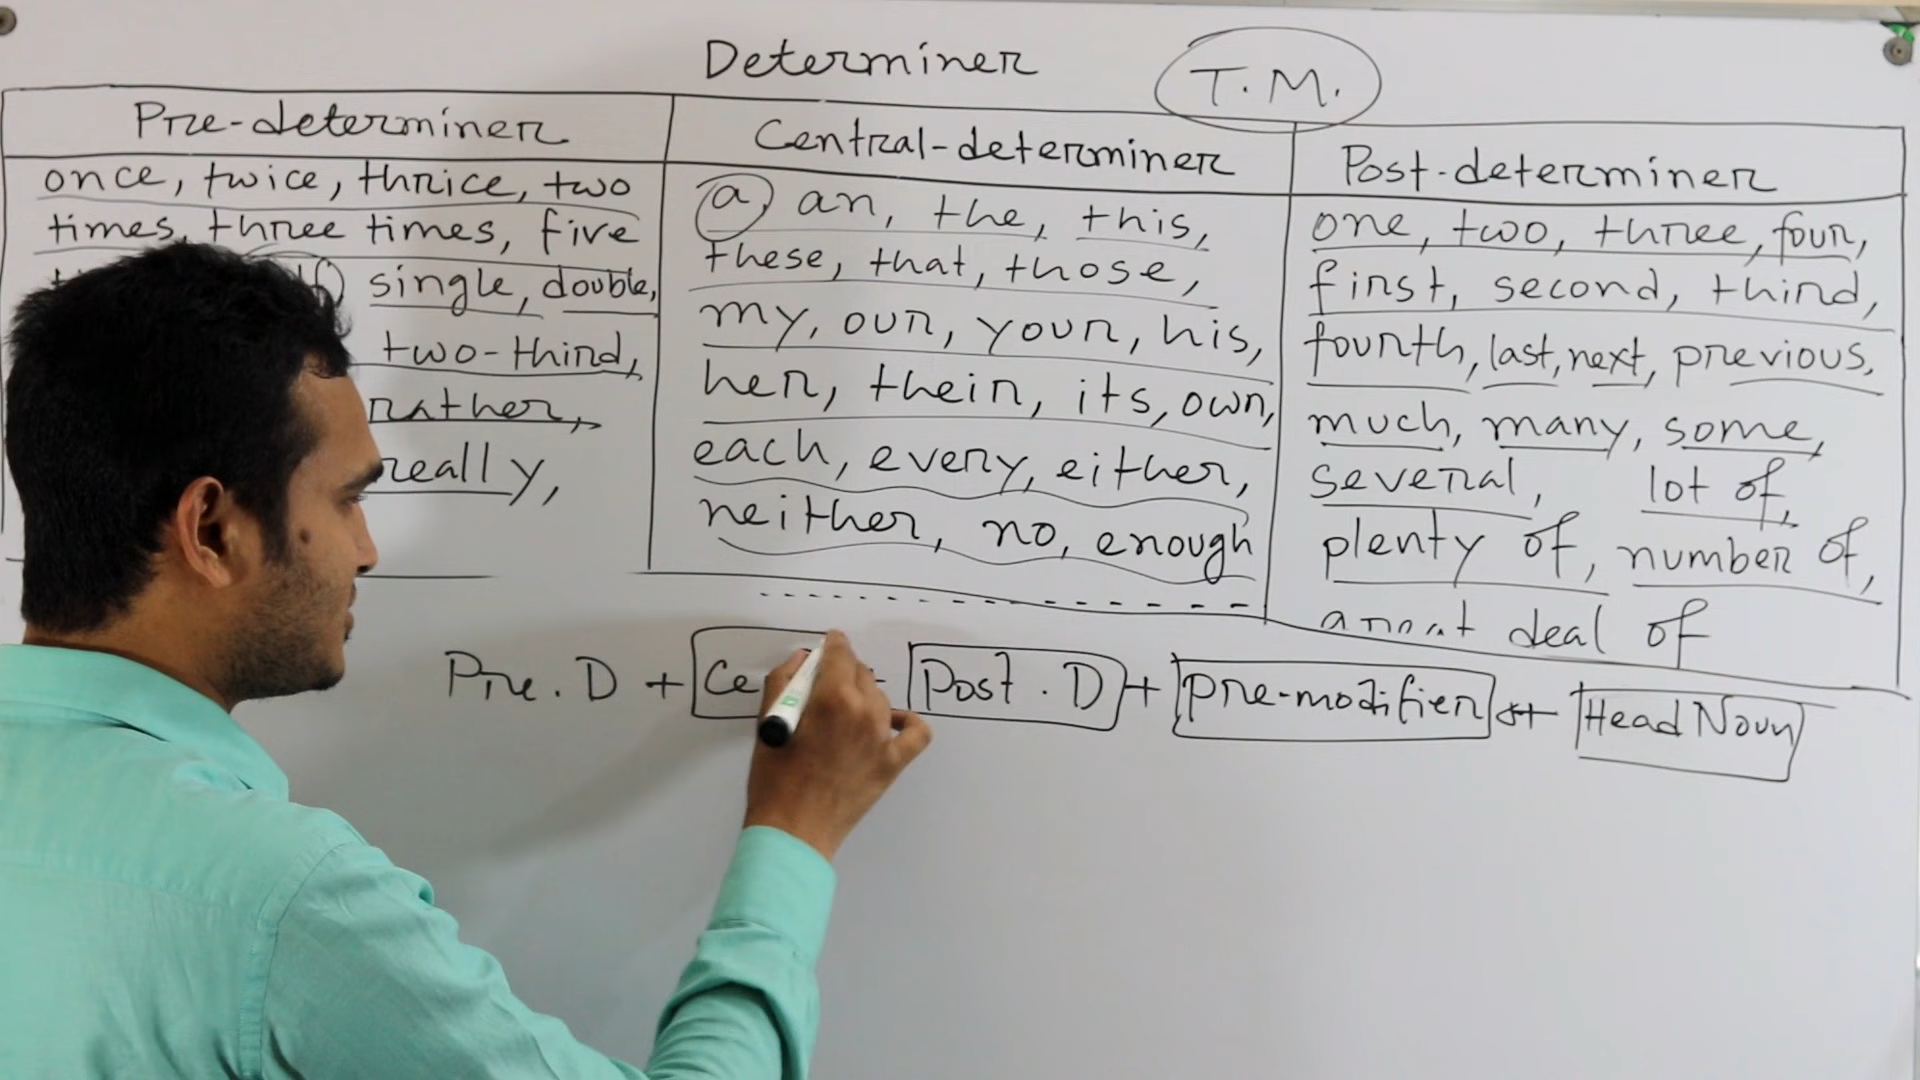 Determiner
T.M.
Pre-determiner
once, twice, thrice, two
times, three times, five
single, double,
two-third,
rather,
really,
Central-determiner
a, an, the, this,
these, that, those,
my, our, your, his,
her, their, its, own,
each, every, either,
neither, no, enough
Post-determiner
one, two, three, four,
first, second, third,
fourth, last, next, previous,
much, many, some,
several, lot of,
plenty of, number of,
deal of
Pre. D + Ce + Post. D + Pre-modifier + Head Noun